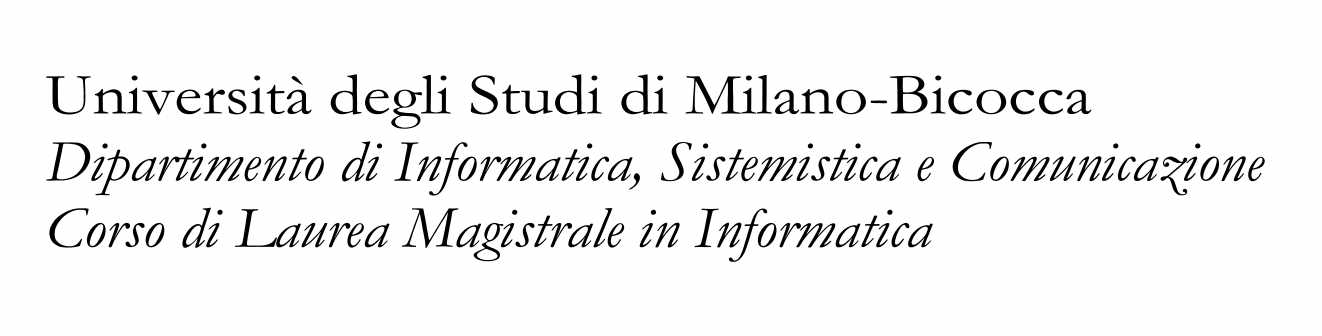 Università degli Studi di Milano-Bicocca
Dipartimento di Informatica, Sistemistica e Comunicazione
Corso di Laurea Magistrale in Informatica